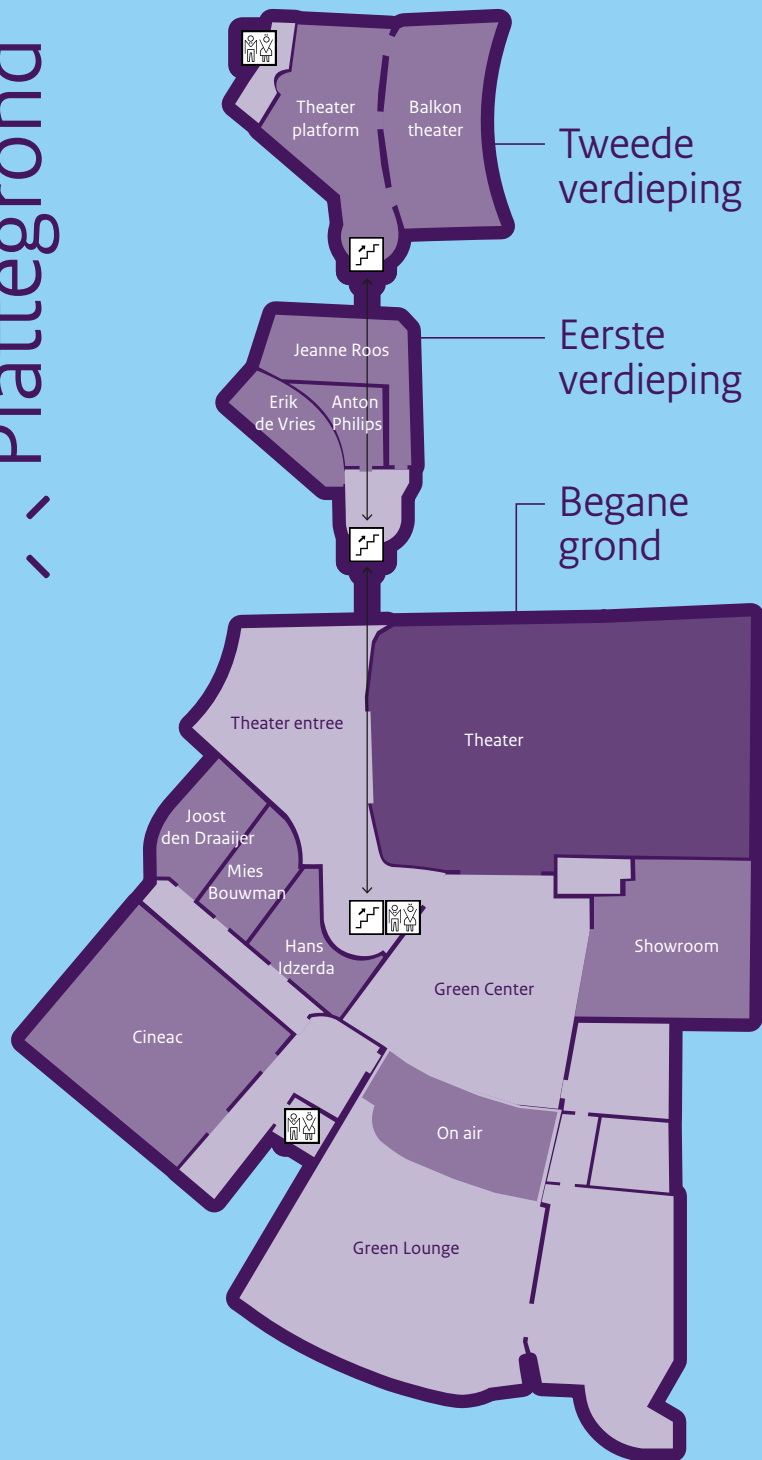 Plattegrond
Theater
platform
Balkon
theater
Tweede
verdieping
Jeanne Roos
Erik
de Vries
Anton
Philips
Eerste
verdieping
Begane
grond
Theater entree
Theater
Joost
den Draaijer
Mies
Bouwman
Hans
Idzerda
Showroom
Green Center
Cineac
On air
Green Lounge